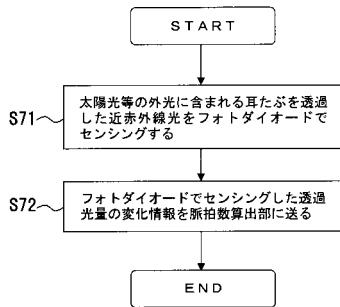 START
S71
太陽光等の外光に含まれる耳たぶを透過
した近赤外線光をフォトダイオードで
センシングする
S72
フォトダイオードでセンシングした透過
光量の変化情報を脈拍数算出部に送る
END